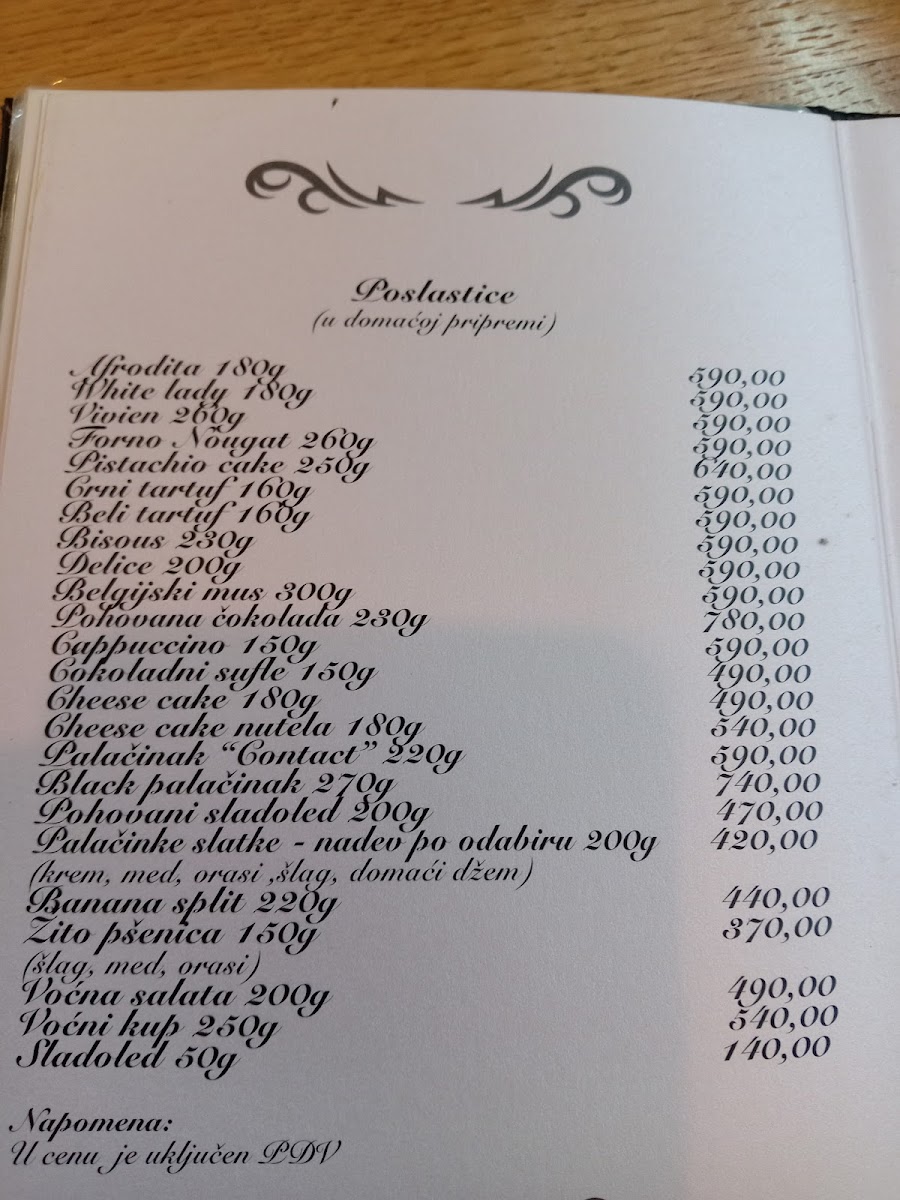 Poslastice
(u domaćoj pripremi)
Afrodita 180g 590,00
White lady 180g 590,00
Vivien 260g 590,00
Forno Nougat 260g 590,00
Pistachio cake 250g 640,00
Crni tartuf 160g 590,00
Beli tartuf 160g 590,00
Bisous 230g 590,00
Delice 200g 590,00
Belgijski mus 300g 590,00
Pohovana čokolada 230g 780,00
Cappuccino 150g 590,00
Čokoladni sufle 150g 490,00
Cheese cake 180g 490,00
Cheese cake nutela 180g 540,00
Palačinak “Contact” 220g 590,00
Black palačinak 270g 740,00
Pohovani sladoled 200g 470,00
Palačinke slatke - nadev po odabiru 200g 420,00
(krem, med, orasi ,šlag, domaći džem)
Banana split 220g 440,00
Žito pšenica 150g 370,00
(šlag, med, orasi)
Voćna salata 200g 490,00
Voćni kup 250g 540,00
Sladoled 50g 140,00
Napomena:
U cenu je uključen PDV